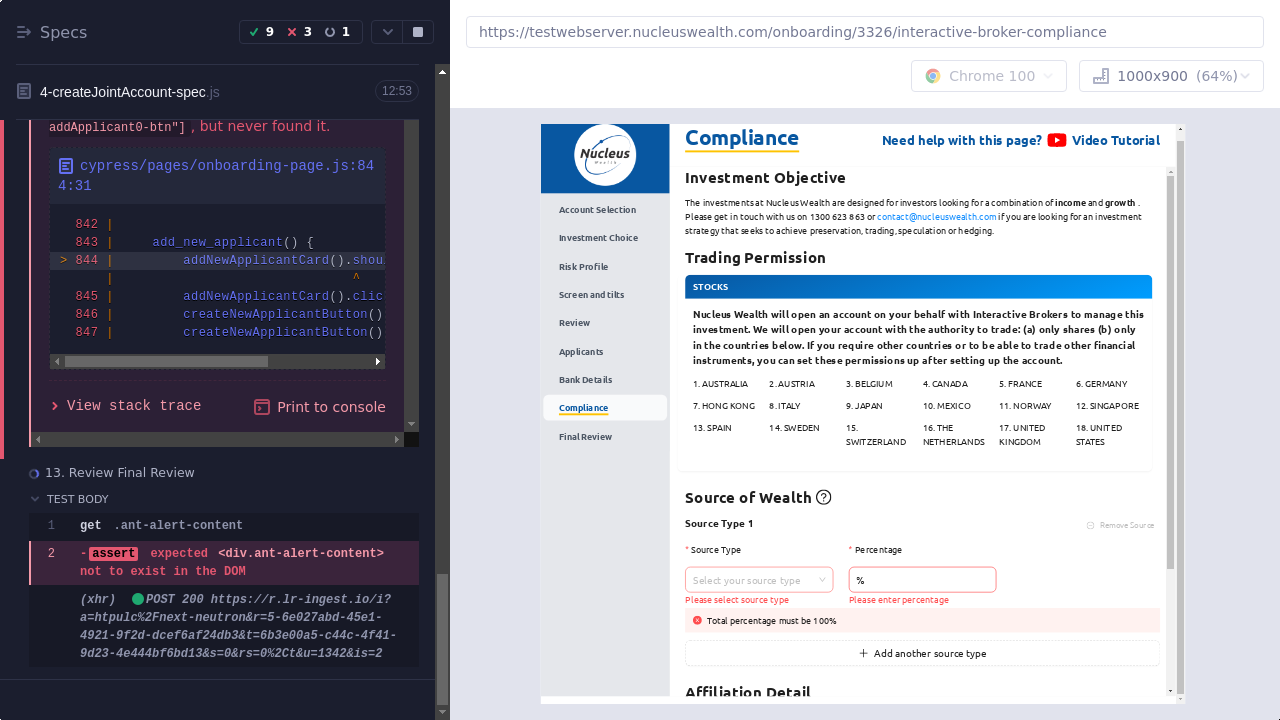 Specs
9
3
1
https://testwebserver.nucleuswealth.com/onboarding/3326/interactive-broker-compliance
Chrome 100
1000x900 (64%)
4-createJointAccount-spec.js
12:53
addApplicant0-btn"] , but never found it.
cypress/pages/onboarding-page.js:84
4:31
842 |
843 | add_new_applicant() {
> 844 | addNewApplicantCard().shou
| ^
845 | addNewApplicantCard().clic
846 | createNewApplicantButton()
847 | createNewApplicantButton()
View stack trace
Print to console
13. Review Final Review
TEST BODY
1 get .ant-alert-content
2 -assert expected <div.ant-alert-content>
not to exist in the DOM
(xhr) POST 200 https://r.lr-ingest.io/i?
a=htpulc%2Fnext-neutron&r=5-6e027abd-45e1-
4921-9f2d-dcef6af24db3&t=6b3e00a5-c44c-4f41-
9d23-4e444bf6bd13&s=0&rs=0%2Ct&u=1342&is=2
Nucleus
Wealth
Account Selection
Investment Choice
Risk Profile
Screen and tilts
Review
Applicants
Bank Details
Compliance
Final Review
Compliance
Need help with this page? Video Tutorial
Investment Objective
The investments at Nucleus Wealth are designed for investors looking for a combination of income and growth .
Please get in touch with us on 1300 623 863 or contact@nucleuswealth.com if you are looking for an investment
strategy that seeks to achieve preservation, trading, speculation or hedging.
Trading Permission
STOCKS
Nucleus Wealth will open an account on your behalf with Interactive Brokers to manage this
investment. We will open your account with the authority to trade: (a) only shares (b) only
in the countries below. If you require other countries or to be able to trade other financial
instruments, you can set these permissions up after setting up the account.
1. AUSTRALIA 2. AUSTRIA 3. BELGIUM 4. CANADA 5. FRANCE 6. GERMANY
7. HONG KONG 8. ITALY 9. JAPAN 10. MEXICO 11. NORWAY 12. SINGAPORE
13. SPAIN 14. SWEDEN 15. 16. THE 17. UNITED 18. UNITED
SWITZERLAND NETHERLANDS KINGDOM STATES
Source of Wealth
Source Type 1
Remove Source
* Source Type
* Percentage
Select your source type
%
Please select source type
Please enter percentage
Total percentage must be 100%
Add another source type
Affiliation Detail